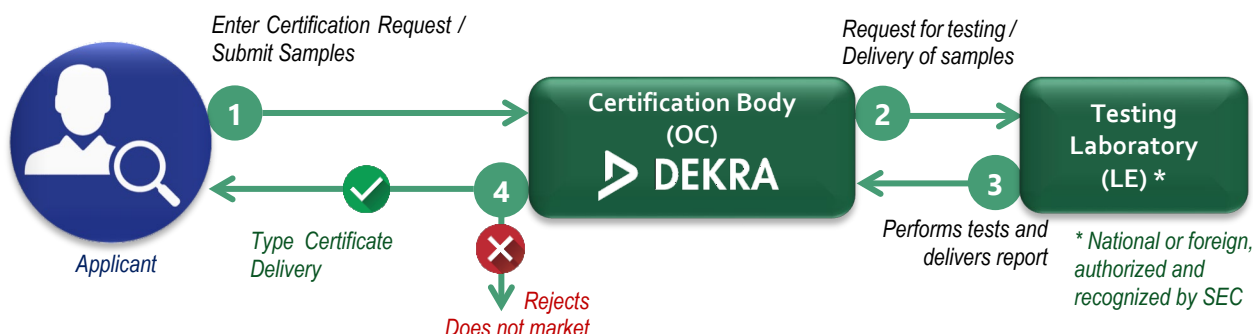 Enter Certification Request /
Submit Samples
1
Applicant
Certification Body
(OC)
DEKRA
Request for testing /
Delivery of samples
2
Testing
Laboratory
(LE) *
3
Performs tests and
delivers report
* National or foreign,
authorized and
recognized by SEC
4
Type Certificate
Delivery
Rejects
Does not market